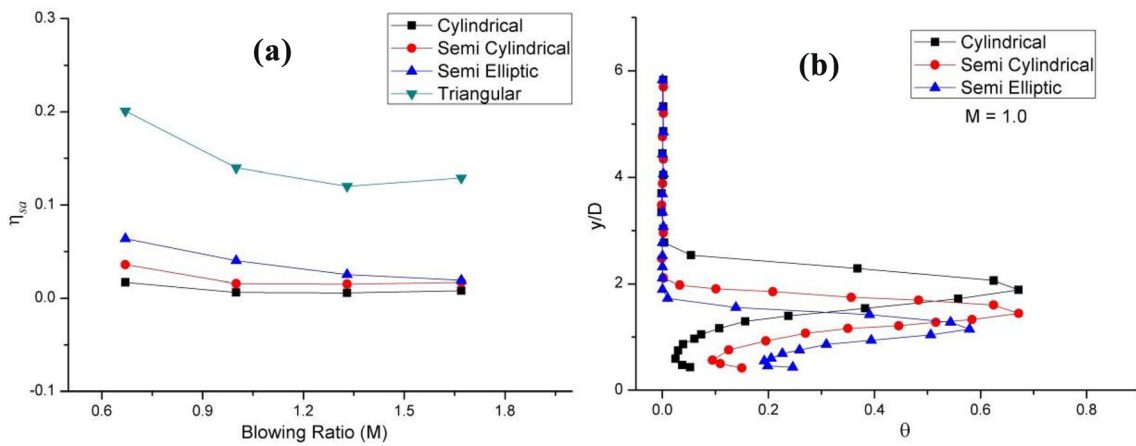 0.3
0.2
0.1
0.0
-0.1
η_sa
(a)
Cylindrical
Semi Cylindrical
Semi Elliptic
Triangular
0.6
0.9
1.2
1.5
1.8
Blowing Ratio (M)
6
4
2
0
y/D
(b)
Cylindrical
Semi Cylindrical
Semi Elliptic
M = 1.0
0.0
0.2
0.4
0.6
0.8
θ